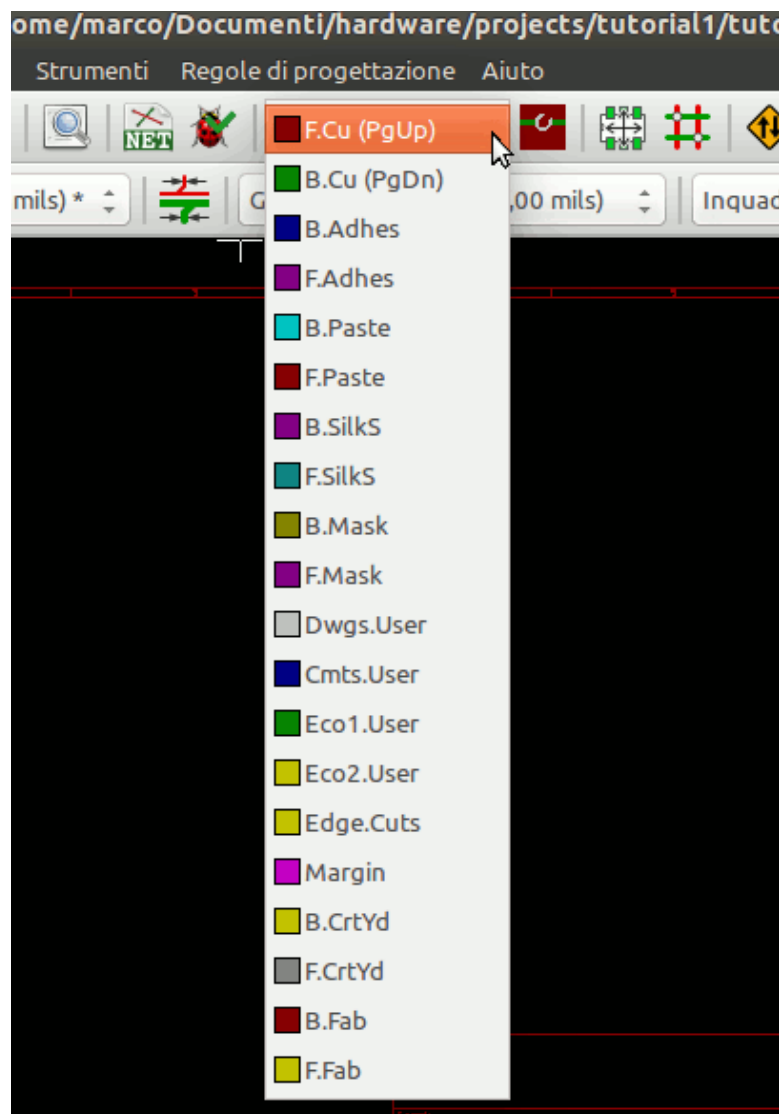 ome/marco/Documenti/hardware/projects/tutorial1/tuto
Strumenti Regole di progettazione Aiuto
NET
F.Cu (PgUp)
mils) * G ,00 mils) Inquad
B.Cu (PgDn)
B.Adhes
F.Adhes
B.Paste
F.Paste
B.SilkS
F.SilkS
B.Mask
F.Mask
Dwgs.User
Cmts.User
Eco1.User
Eco2.User
Edge.Cuts
Margin
B.CrtYd
F.CrtYd
B.Fab
F.Fab